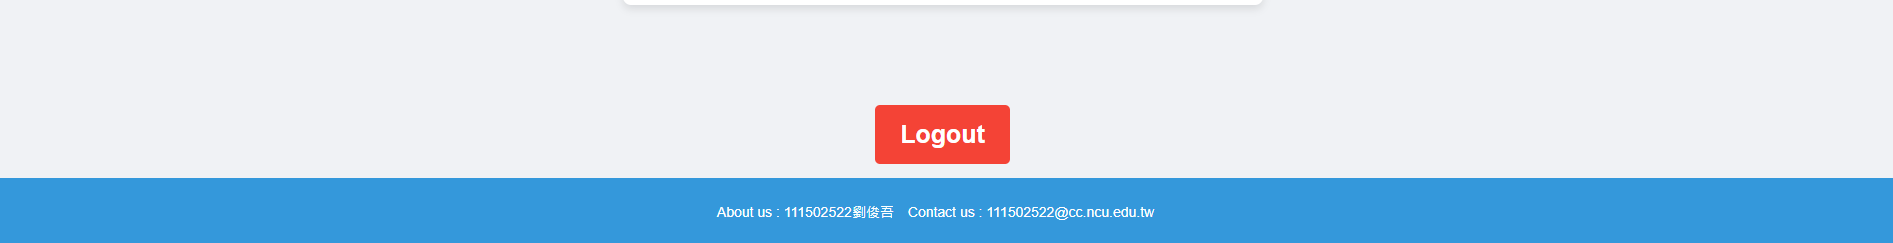 Logout
About us : 111502522劉俊吾 Contact us : 111502522@cc.ncu.edu.tw